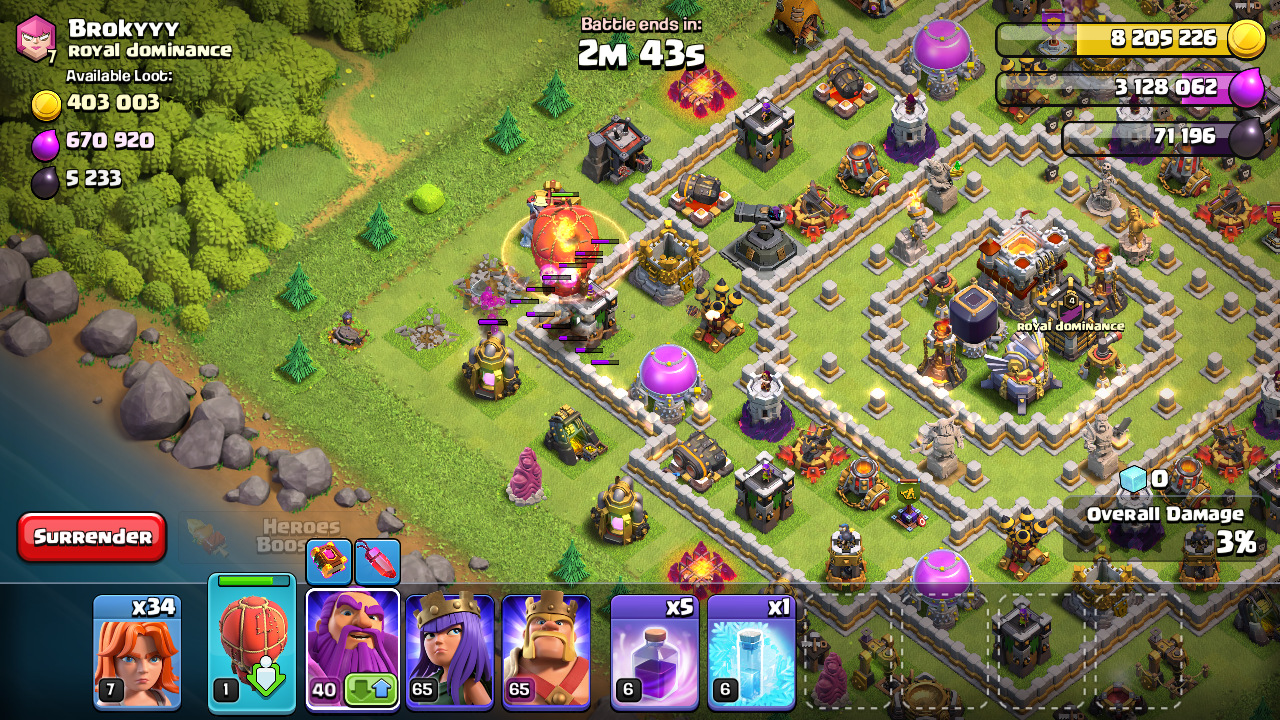 Brokyyy
7
royal dominance
Available Loot:
403 003
670 920
5 233
Battle ends in:
2M 43s
8 205 226
3 128 062
71 196
4
royal dominance
0
Overall Damage
3%
Surrender
Heroes
Boos
x34
7
1
40
65
65
x5
6
x1
6